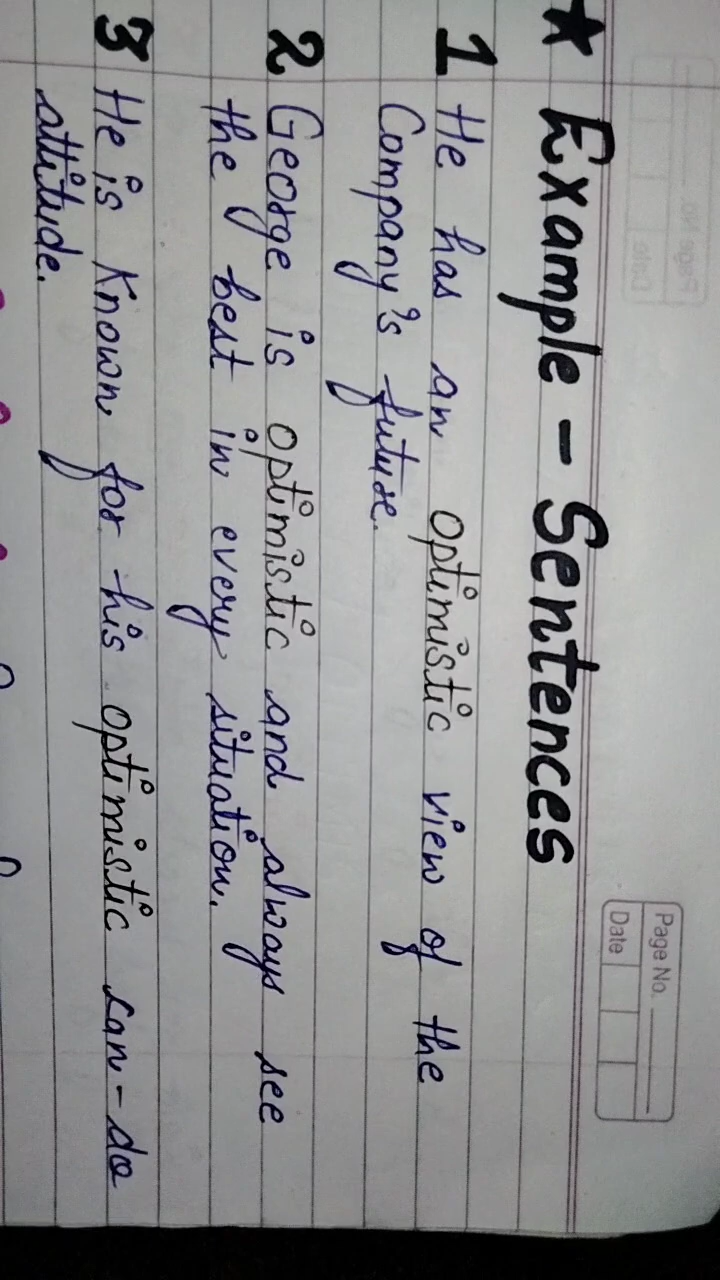 Page No.
Date
★ Example - Sentences
1 He has an optimistic view of the
Company's future.
2 George is optimistic and always see
the best in every situation.
3 He is Known for his optimistic can-do
attitude.